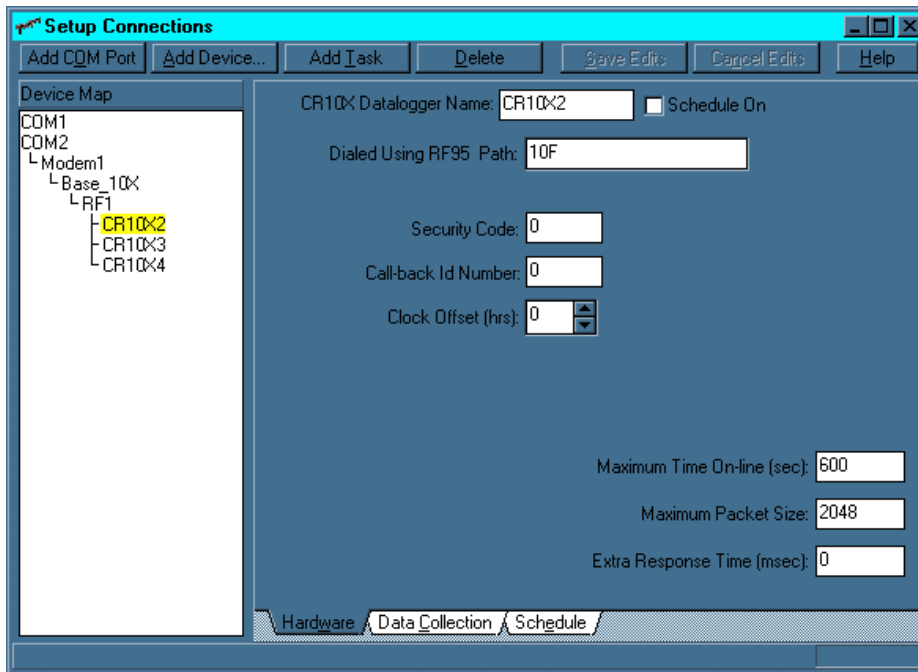 Setup Connections
Add COM Port Add Device... Add Task Delete Save Edits Cancel Edits Help
Device Map
COM1
COM2
Modem1
Base_10X
RF1
CR10X2
CR10X3
CR10X4
CR10X Datalogger Name: CR10X2 Schedule On
Dialed Using RF95 Path: 10F
Security Code: 0
Call-back Id Number: 0
Clock Offset (hrs): 0
Maximum Time On-line (sec): 600
Maximum Packet Size: 2048
Extra Response Time (msec): 0
Hardware Data Collection Schedule